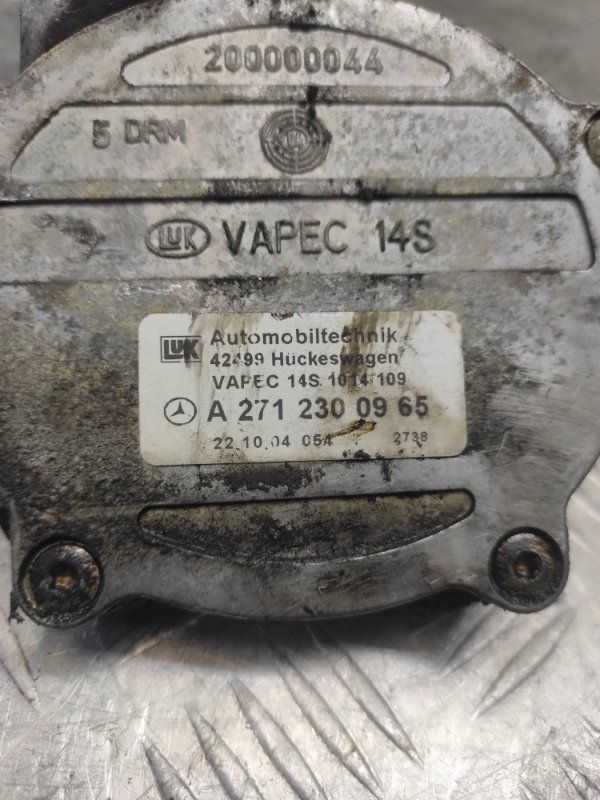 200000044
5 DRM
LUK VAPEC 14S
LUK Automobiltechnik
42499 Hückeswagen
VAPEC 14S 1014 109
A 271 230 09 65
22.10.04 054 2738